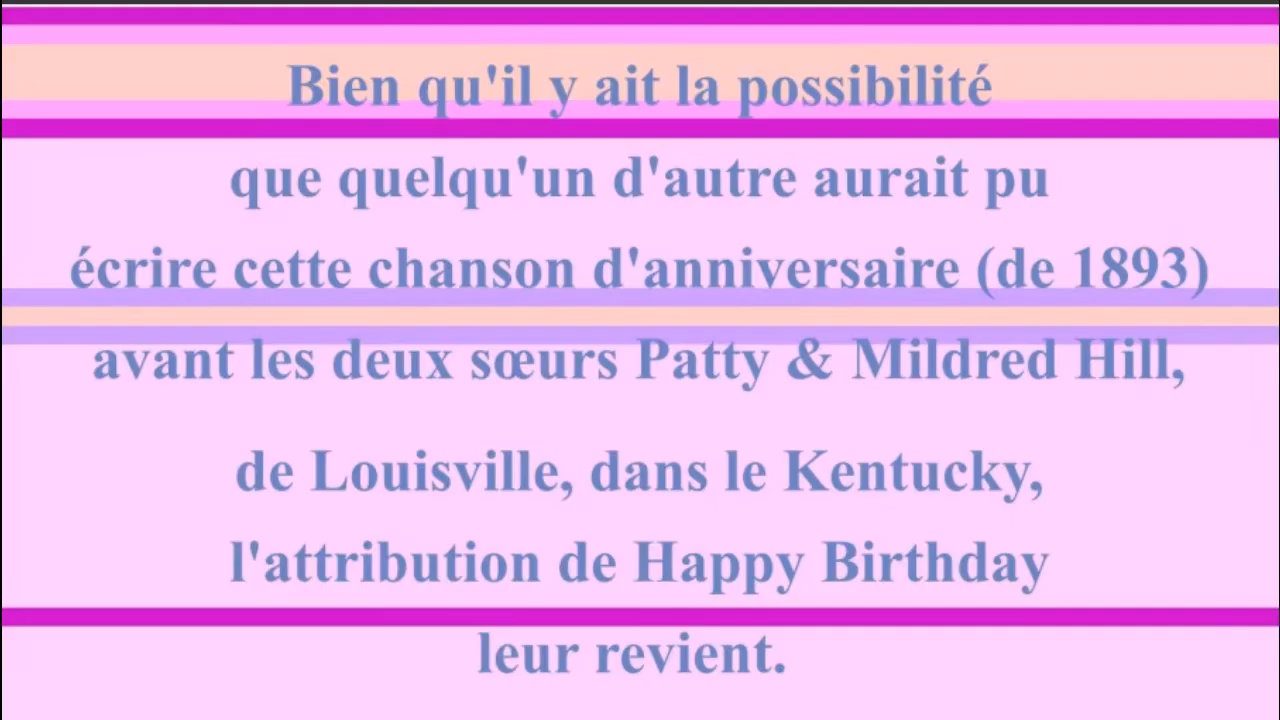 Bien qu'il y ait la possibilité
que quelqu'un d'autre aurait pu
écrire cette chanson d'anniversaire (de 1893)
avant les deux sœurs Patty & Mildred Hill,
de Louisville, dans le Kentucky,
l'attribution de Happy Birthday
leur revient.